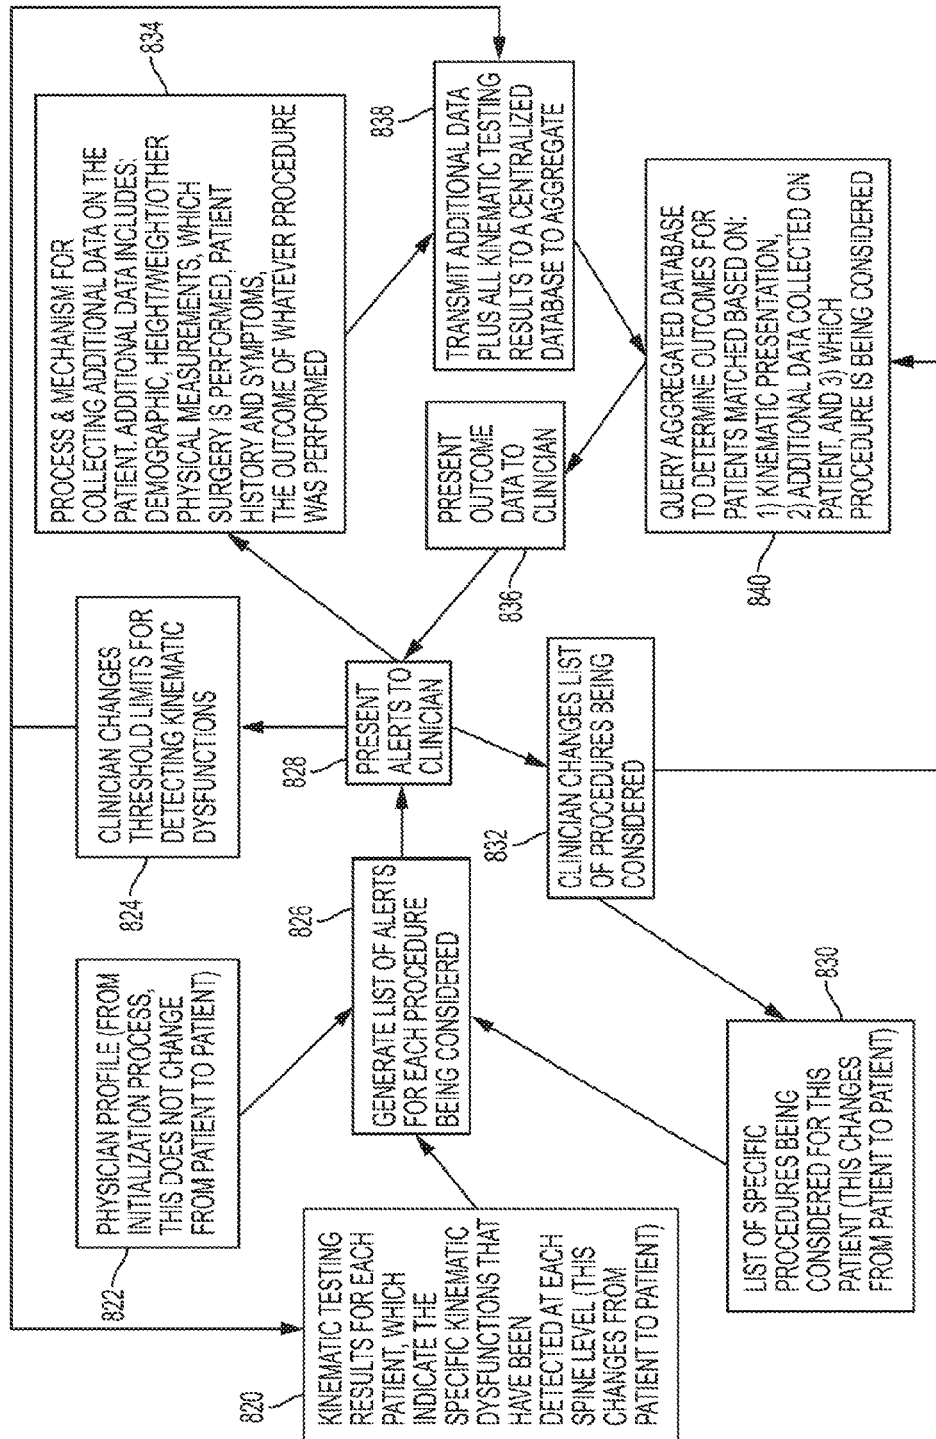 820
KINEMATIC TESTING
RESULTS FOR EACH
PATIENT, WHICH
INDICATE THE
SPECIFIC KINEMATIC
DYSFUNCTIONS THAT
HAVE BEEN
DETECTED AT EACH
SPINE LEVEL (THIS
CHANGES FROM
PATIENT TO PATIENT)
822
PHYSICIAN PROFILE (FROM
INITIALIZATION PROCESS,
THIS DOES NOT CHANGE
FROM PATIENT TO PATIENT)
824
CLINICIAN CHANGES
THRESHOLD LIMITS FOR
DETECTING KINEMATIC
DYSFUNCTIONS
834
PROCESS & MECHANISM FOR
COLLECTING ADDITIONAL DATA ON THE
PATIENT. ADDITIONAL DATA INCLUDES:
DEMOGRAPHIC, HEIGHT/WEIGHT/OTHER
PHYSICAL MEASUREMENTS, WHICH
SURGERY IS PERFORMED, PATIENT
HISTORY AND SYMPTOMS,
THE OUTCOME OF WHATEVER PROCEDURE
WAS PERFORMED
826
GENERATE LIST OF ALERTS
FOR EACH PROCEDURE
BEING CONSIDERED
828
PRESENT
ALERTS TO
CLINICIAN
836
PRESENT
OUTCOME
DATA TO
CLINICIAN
838
TRANSMIT ADDITIONAL DATA
PLUS ALL KINEMATIC TESTING
RESULTS TO A CENTRALIZED
DATABASE TO AGGREGATE
830
LIST OF SPECIFIC
PROCEDURES BEING
CONSIDERED FOR THIS
PATIENT (THIS CHANGES
FROM PATIENT TO PATIENT)
832
CLINICIAN CHANGES LIST
OF PROCEDURES BEING
CONSIDERED
840
QUERY AGGREGATED DATABASE
TO DETERMINE OUTCOMES FOR
PATIENTS MATCHED BASED ON:
1) KINEMATIC PRESENTATION,
2) ADDITIONAL DATA COLLECTED ON
PATIENT, AND 3) WHICH
PROCEDURE IS BEING CONSIDERED